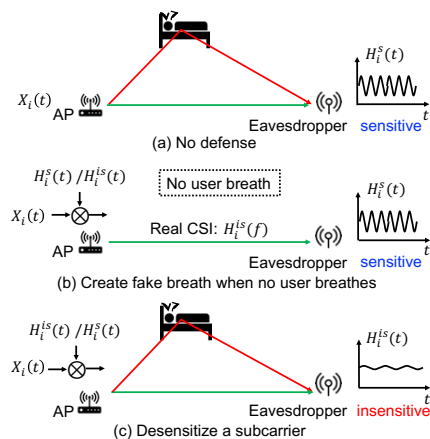 $H_i^s(t)$
$X_i(t)$
AP
Eavesdropper
sensitive
t
(a) No defense
$H_i^s(t)/H_i^{is}(t)$
No user breath
$H_i^s(t)$
$X_i(t)$
Real CSI: $H_i^{is}(f)$
AP
Eavesdropper
sensitive
t
(b) Create fake breath when no user breathes
$H_i^{is}(t)/H_i^s(t)$
$H_i^{is}(t)$
$X_i(t)$
AP
Eavesdropper
insensitive
t
(c) Desensitize a subcarrier